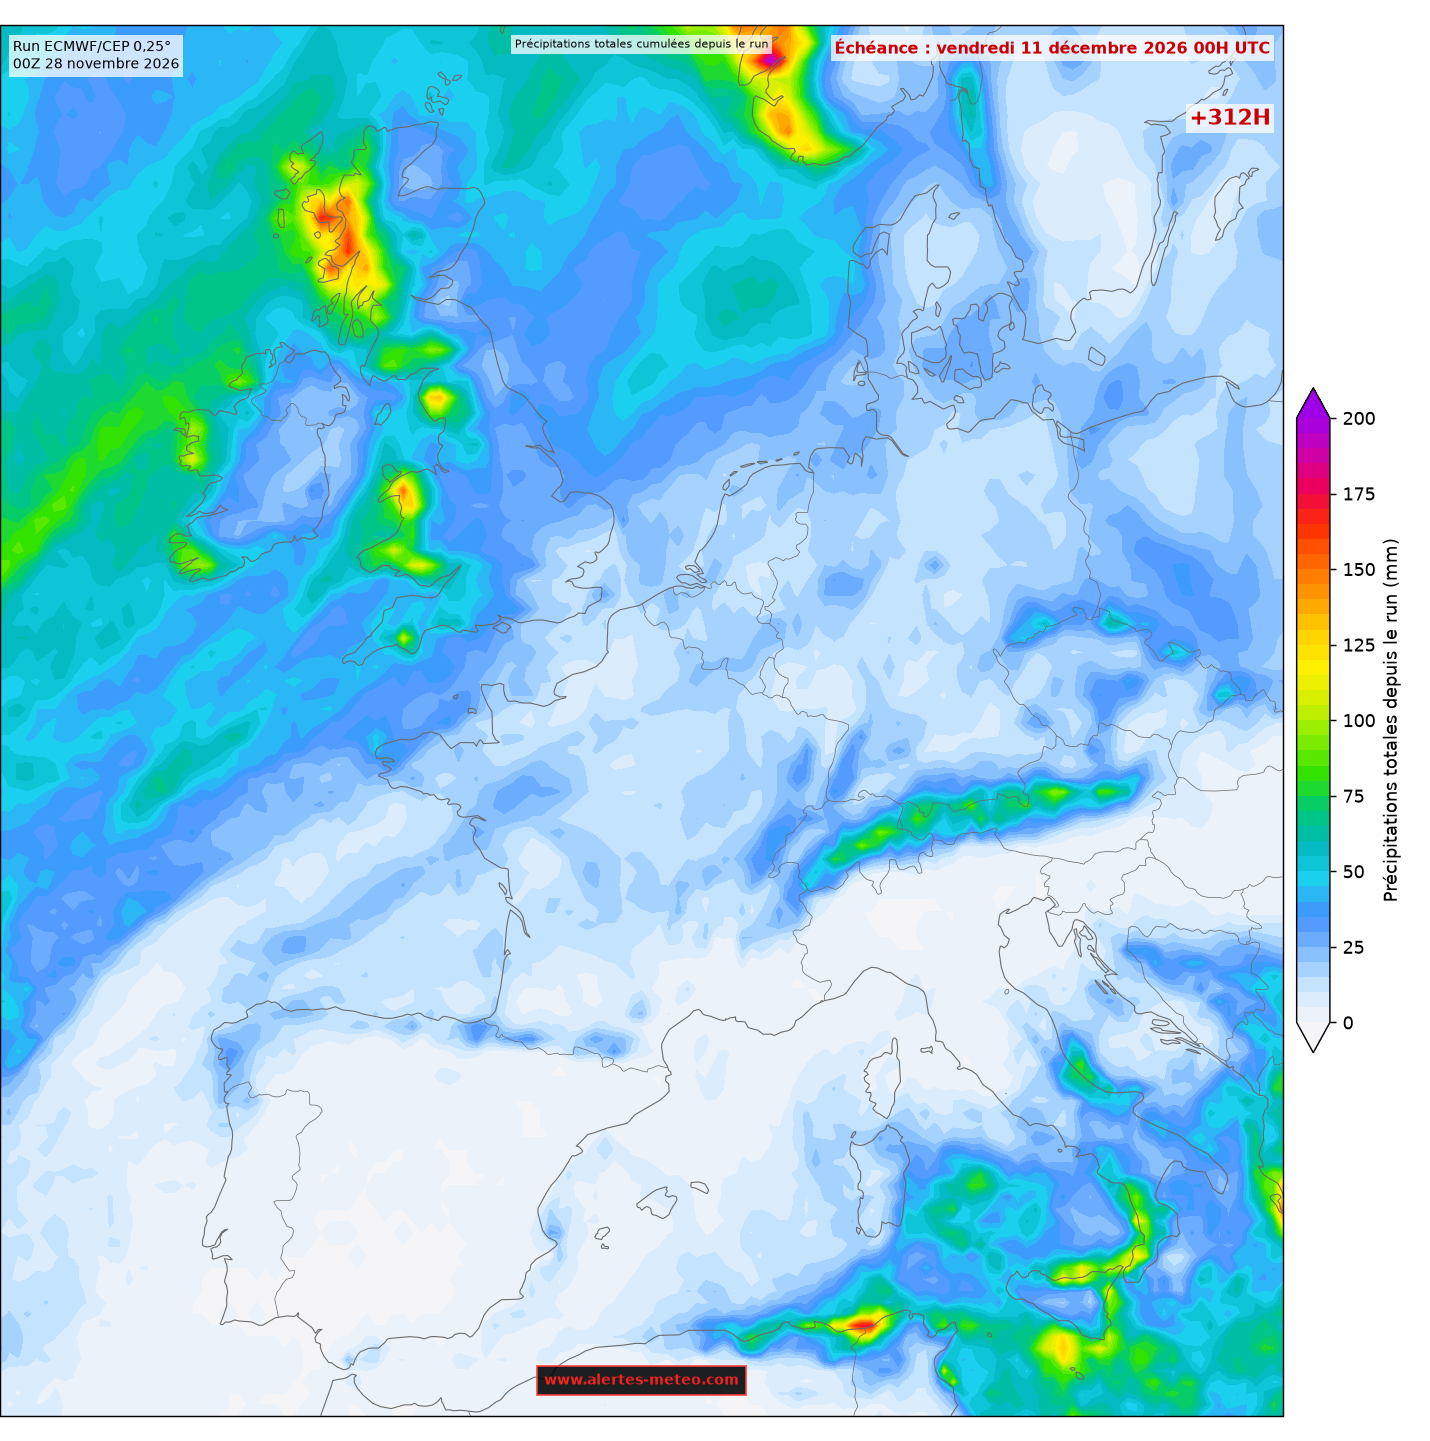 Run ECMWF/CEP 0,25°
00Z 28 novembre 2026
Précipitations totales cumulées depuis le run
Échéance : vendredi 11 décembre 2026 00H UTC
+312H
200
175
150
125
100
75
50
25
0
Précipitations totales depuis le run (mm)
www.alertes-meteo.com